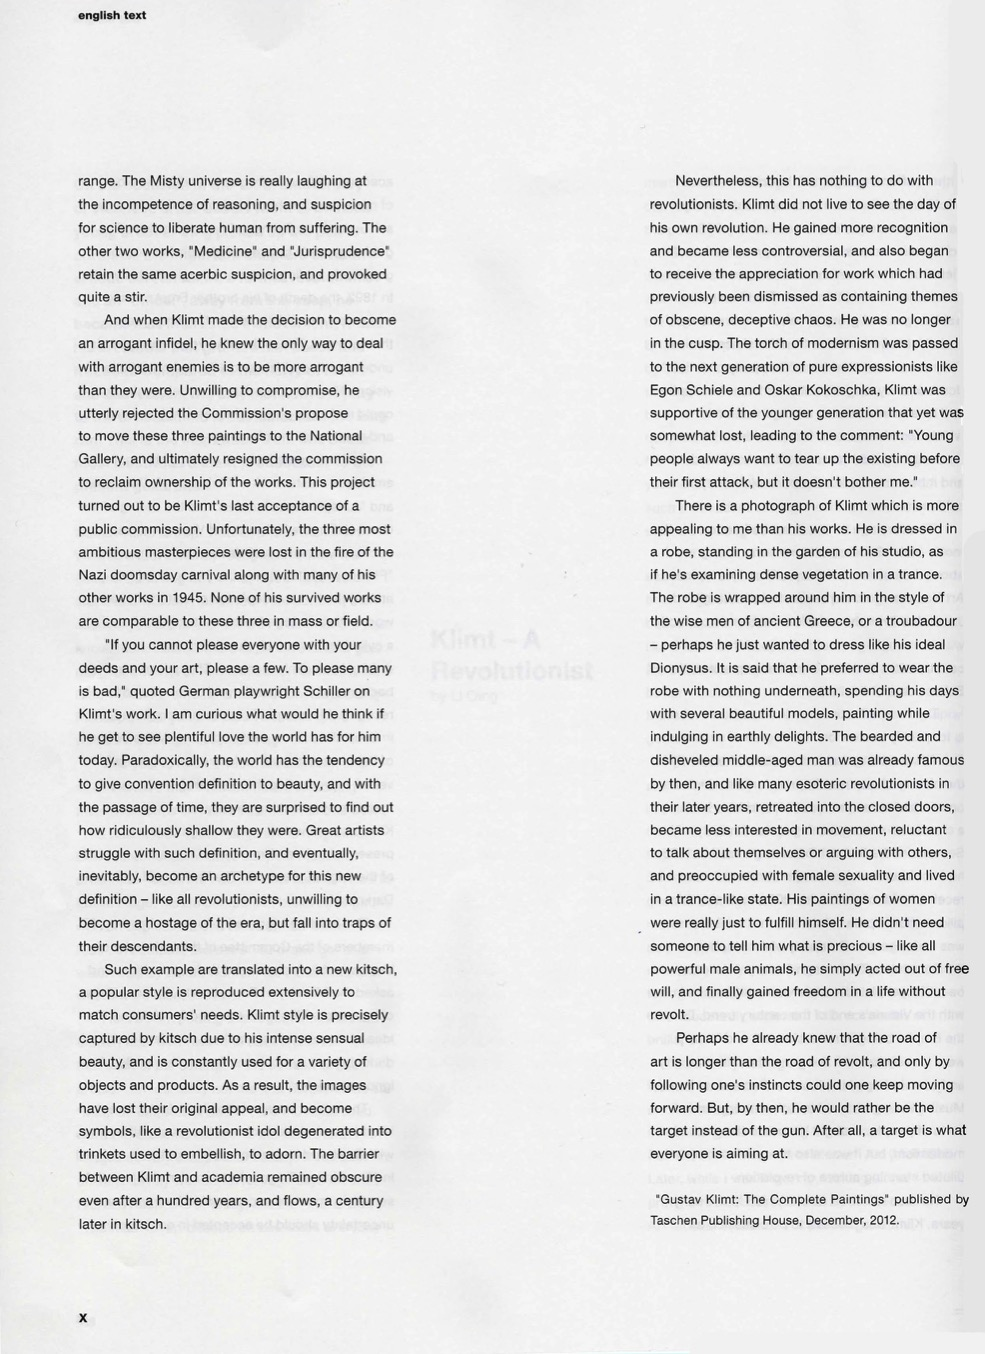 english text
range. The Misty universe is really laughing at
the incompetence of reasoning, and suspicion
for science to liberate human from suffering. The
other two works, "Medicine" and "Jurisprudence"
retain the same acerbic suspicion, and provoked
quite a stir.
And when Klimt made the decision to become
an arrogant infidel, he knew the only way to deal
with arrogant enemies is to be more arrogant
than they were. Unwilling to compromise, he
utterly rejected the Commission's propose
to move these three paintings to the National
Gallery, and ultimately resigned the commission
to reclaim ownership of the works. This project
turned out to be Klimt's last acceptance of a
public commission. Unfortunately, the three most
ambitious masterpieces were lost in the fire of the
Nazi doomsday carnival along with many of his
other works in 1945. None of his survived works
are comparable to these three in mass or field.
"If you cannot please everyone with your
deeds and your art, please a few. To please many
is bad," quoted German playwright Schiller on
Klimt's work. I am curious what would he think if
he get to see plentiful love the world has for him
today. Paradoxically, the world has the tendency
to give convention definition to beauty, and with
the passage of time, they are surprised to find out
how ridiculously shallow they were. Great artists
struggle with such definition, and eventually,
inevitably, become an archetype for this new
definition – like all revolutionists, unwilling to
become a hostage of the era, but fall into traps of
their descendants.
Such example are translated into a new kitsch,
a popular style is reproduced extensively to
match consumers' needs. Klimt style is precisely
captured by kitsch due to his intense sensual
beauty, and is constantly used for a variety of
objects and products. As a result, the images
have lost their original appeal, and become
symbols, like a revolutionist idol degenerated into
trinkets used to embellish, to adorn. The barrier
between Klimt and academia remained obscure
even after a hundred years, and flows, a century
later in kitsch.
Klimt – A
Revolutionist
by Li Dang
Nevertheless, this has nothing to do with
revolutionists. Klimt did not live to see the day of
his own revolution. He gained more recognition
and became less controversial, and also began
to receive the appreciation for work which had
previously been dismissed as containing themes
of obscene, deceptive chaos. He was no longer
in the cusp. The torch of modernism was passed
to the next generation of pure expressionists like
Egon Schiele and Oskar Kokoschka, Klimt was
supportive of the younger generation that yet was
somewhat lost, leading to the comment: "Young
people always want to tear up the existing before
their first attack, but it doesn't bother me."
There is a photograph of Klimt which is more
appealing to me than his works. He is dressed in
a robe, standing in the garden of his studio, as
if he's examining dense vegetation in a trance.
The robe is wrapped around him in the style of
the wise men of ancient Greece, or a troubadour
– perhaps he just wanted to dress like his ideal
Dionysus. It is said that he preferred to wear the
robe with nothing underneath, spending his days
with several beautiful models, painting while
indulging in earthly delights. The bearded and
disheveled middle-aged man was already famous
by then, and like many esoteric revolutionists in
their later years, retreated into the closed doors,
became less interested in movement, reluctant
to talk about themselves or arguing with others,
and preoccupied with female sexuality and lived
in a trance-like state. His paintings of women
were really just to fulfill himself. He didn't need
someone to tell him what is precious – like all
powerful male animals, he simply acted out of free
will, and finally gained freedom in a life without
revolt.
Perhaps he already knew that the road of
art is longer than the road of revolt, and only by
following one's instincts could one keep moving
forward. But, by then, he would rather be the
target instead of the gun. After all, a target is what
everyone is aiming at.
"Gustav Klimt: The Complete Paintings" published by
Taschen Publishing House, December, 2012.
X